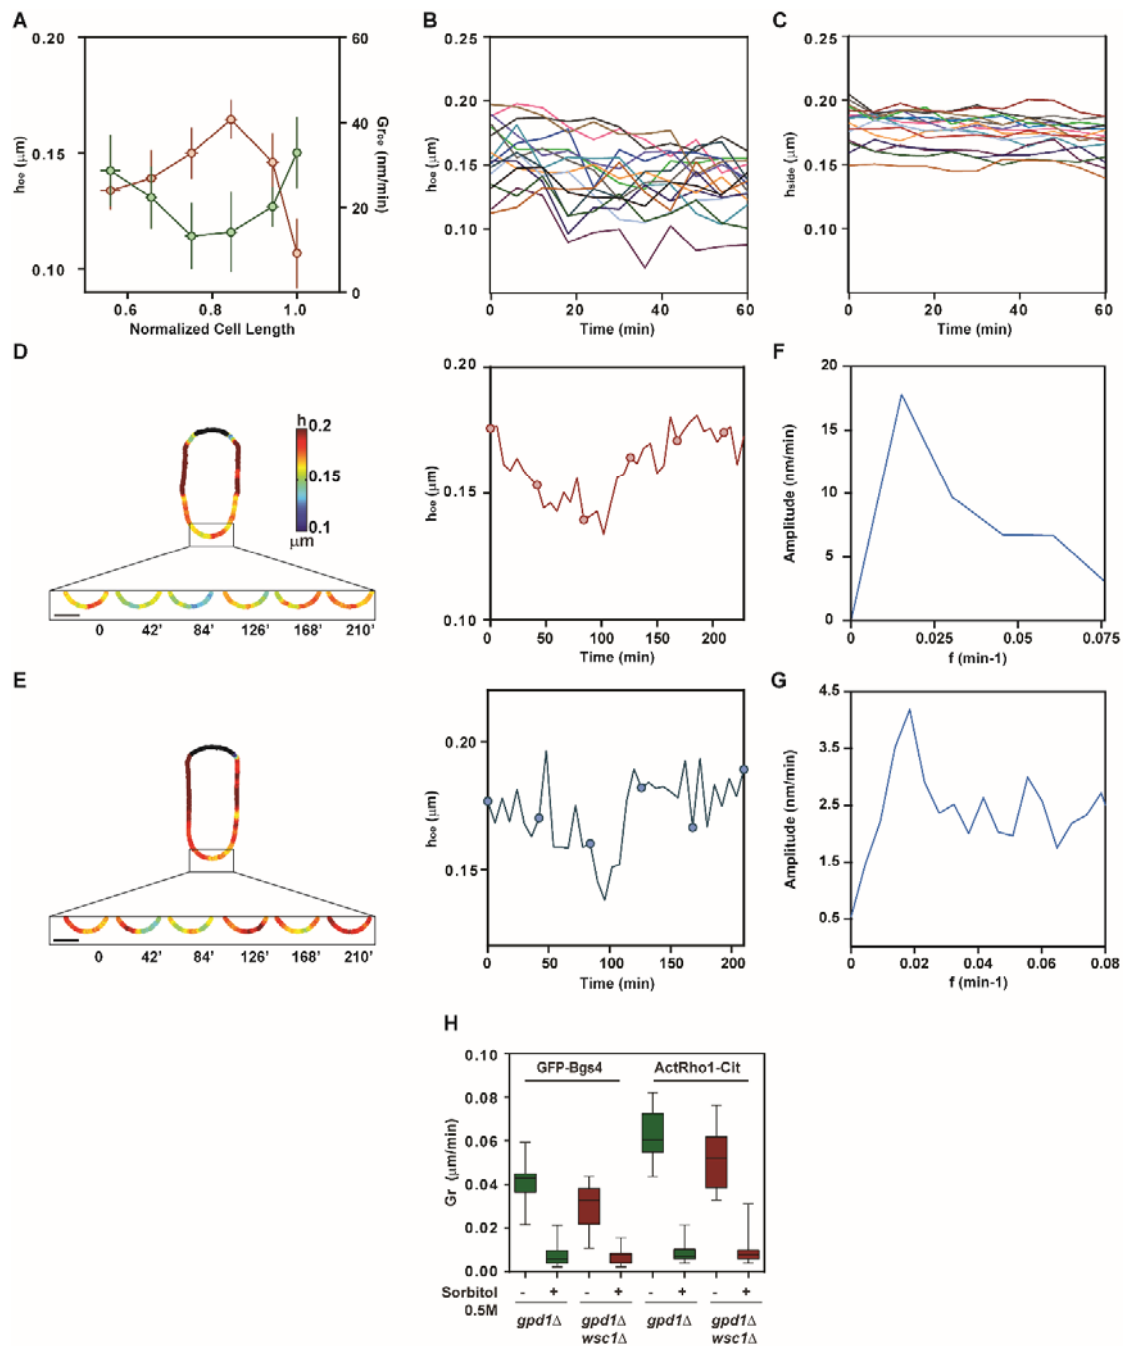 A
0.20
0.15
0.10
hoe (μm)
60
40
20
0
Groe (nm/min)
0.6
0.8
1.0
Normalized Cell Length
B
0.25
0.20
0.15
0.10
hoe (μm)
0
20
40
60
Time (min)
C
0.25
0.20
0.15
0.10
hside (μm)
0
20
40
60
Time (min)
D
h
0.2
0.15
0.1
μm
0 42' 84' 126' 168' 210'
0.20
0.15
0.10
hoe (μm)
0
50
100
150
200
Time (min)
F
20
15
10
5
0
Amplitude (nm/min)
0
0.025
0.05
0.075
f (min-1)
E
0 42' 84' 126' 168' 210'
0.20
0.15
hoe (μm)
0
50
100
150
200
Time (min)
G
4.5
3.5
2.5
1.5
0.5
Amplitude (nm/min)
0
0.02
0.04
0.06
0.08
f (min-1)
H
0.10
0.08
0.06
0.04
0.02
0.00
Gr (μm/min)
GFP-Bgs4 ActRho1-Cit
Sorbitol - + - + - + - +
0.5M
gpd1Δ gpd1Δ gpd1Δ gpd1Δ
wsc1Δ wsc1Δ